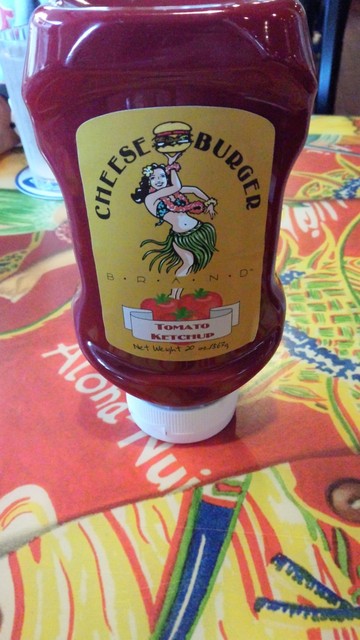 CHEESE BURGER
B·R·A·N·D
TOMATO
KETCHUP
Net Weight 20 oz.
Aloha Nui